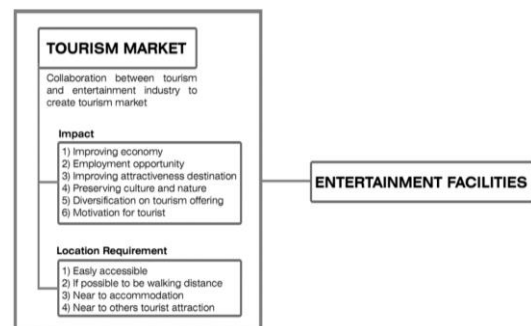 TOURISM MARKET
Collaboration between tourism
and entertainment industry to
create tourism market
Impact
1) Improving economy
2) Employment opportunity
3) Improving attractiveness destination
4) Preserving culture and nature
5) Diversification on tourism offering
6) Motivation for tourist
Location Requirement
1) Easly accessible
2) If possible to be walking distance
3) Near to accommodation
4) Near to others tourist attraction
ENTERTAINMENT FACILITIES